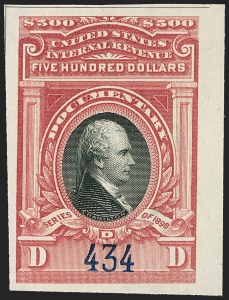 $500 $500
UNITED STATES
INTERNAL REVENUE
FIVE HUNDRED DOLLARS
DOCUMENTARY
SERIES OF 1898
D D
434